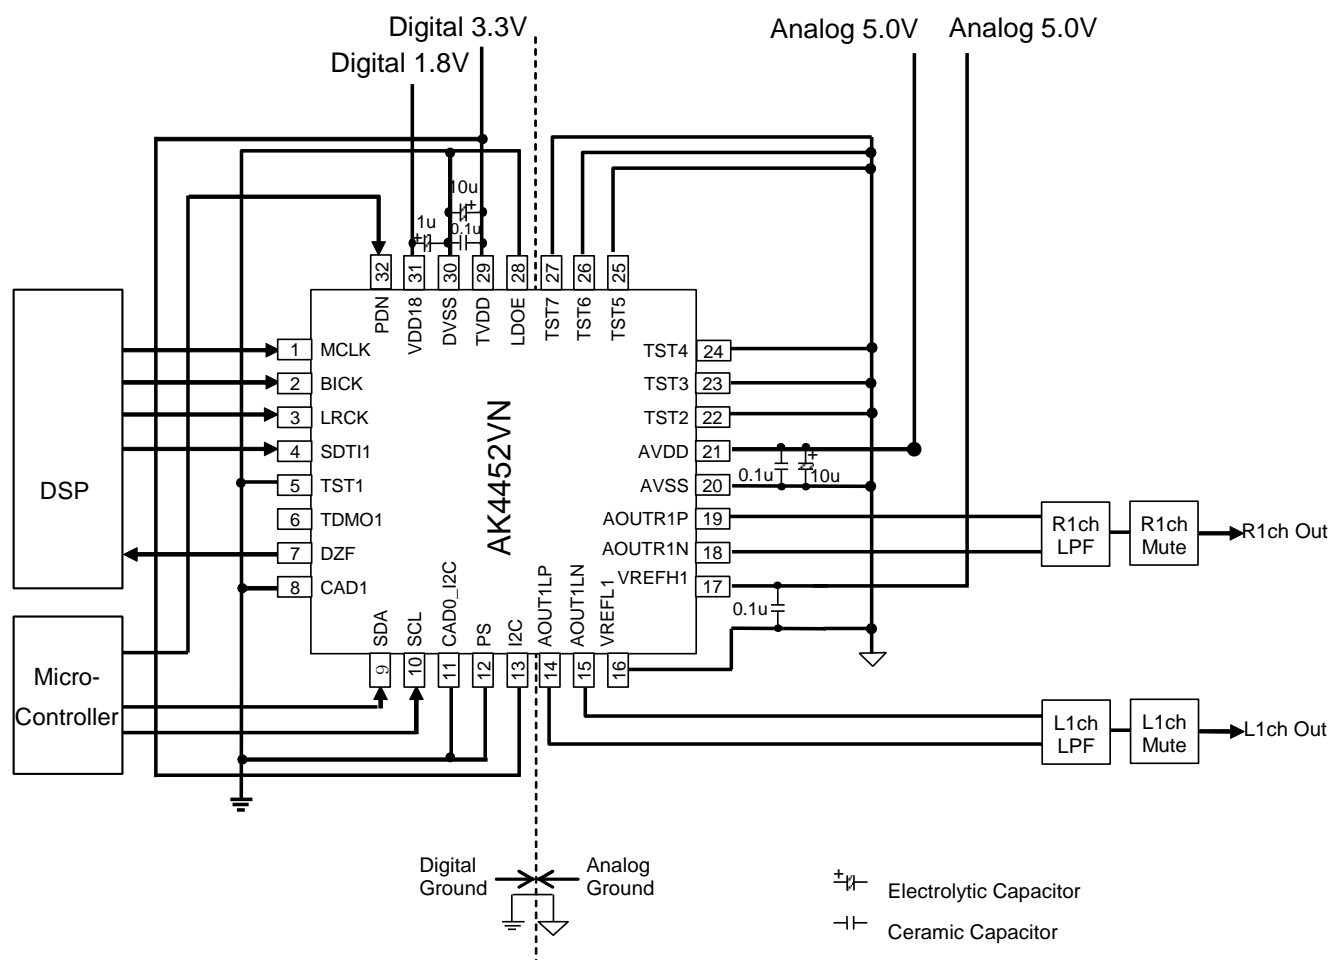 Digital 3.3V
Analog 5.0V
Analog 5.0V
Digital 1.8V
10u
1u
+
+
0.1u
32
31
30
29
28
27
26
25
PDN
VDD18
DVSS
TVDD
LDOE
TST7
TST6
TST5
1 MCLK
2 BICK
3 LRCK
4 SDTI1
5 TST1
6 TDMO1
7 DZF
8 CAD1
DSP
AK4452VN
TST4 24
TST3 23
TST2 22
AVDD 21
AVSS 20
AOUTR1P 19
AOUTR1N 18
VREFH1 17
+
0.1u
10u
0.1u
R1ch
LPF
R1ch
Mute
R1ch Out
SDA
SCL
CAD0_I2C
PS
I2C
AOUT1LP
AOUT1LN
VREFL1
9
10
11
12
13
14
15
16
Micro-
Controller
L1ch
LPF
L1ch
Mute
L1ch Out
Digital
Ground
Analog
Ground
+
Electrolytic Capacitor
Ceramic Capacitor